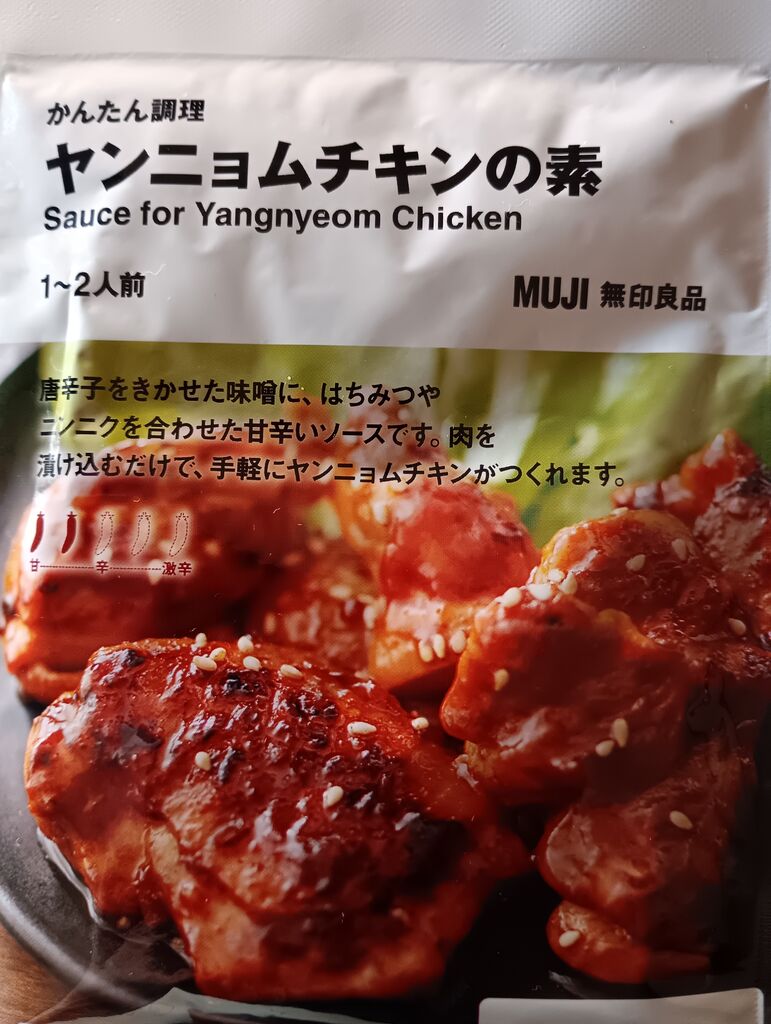 かんたん調理
ヤンニョムチキンの素
Sauce for Yangnyeom Chicken
1~2人前
MUJI 無印良品
唐辛子をきかせた味噌に、はちみつや
ニンニクを合わせた甘辛いソースです。肉を
漬け込むだけで、手軽にヤンニョムチキンがつくれます。
甘 辛 激辛